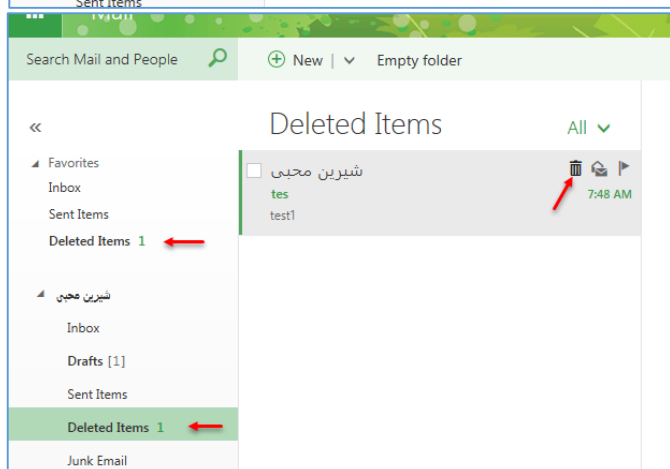 Sent Items
Mail
Search Mail and People
New
Empty folder
Deleted Items
All
Favorites
Inbox
Sent Items
Deleted Items 1
شیرین محبی
Inbox
Drafts [1]
Sent Items
Deleted Items 1
Junk Email
شیرین محبی
tes
7:48 AM
test1